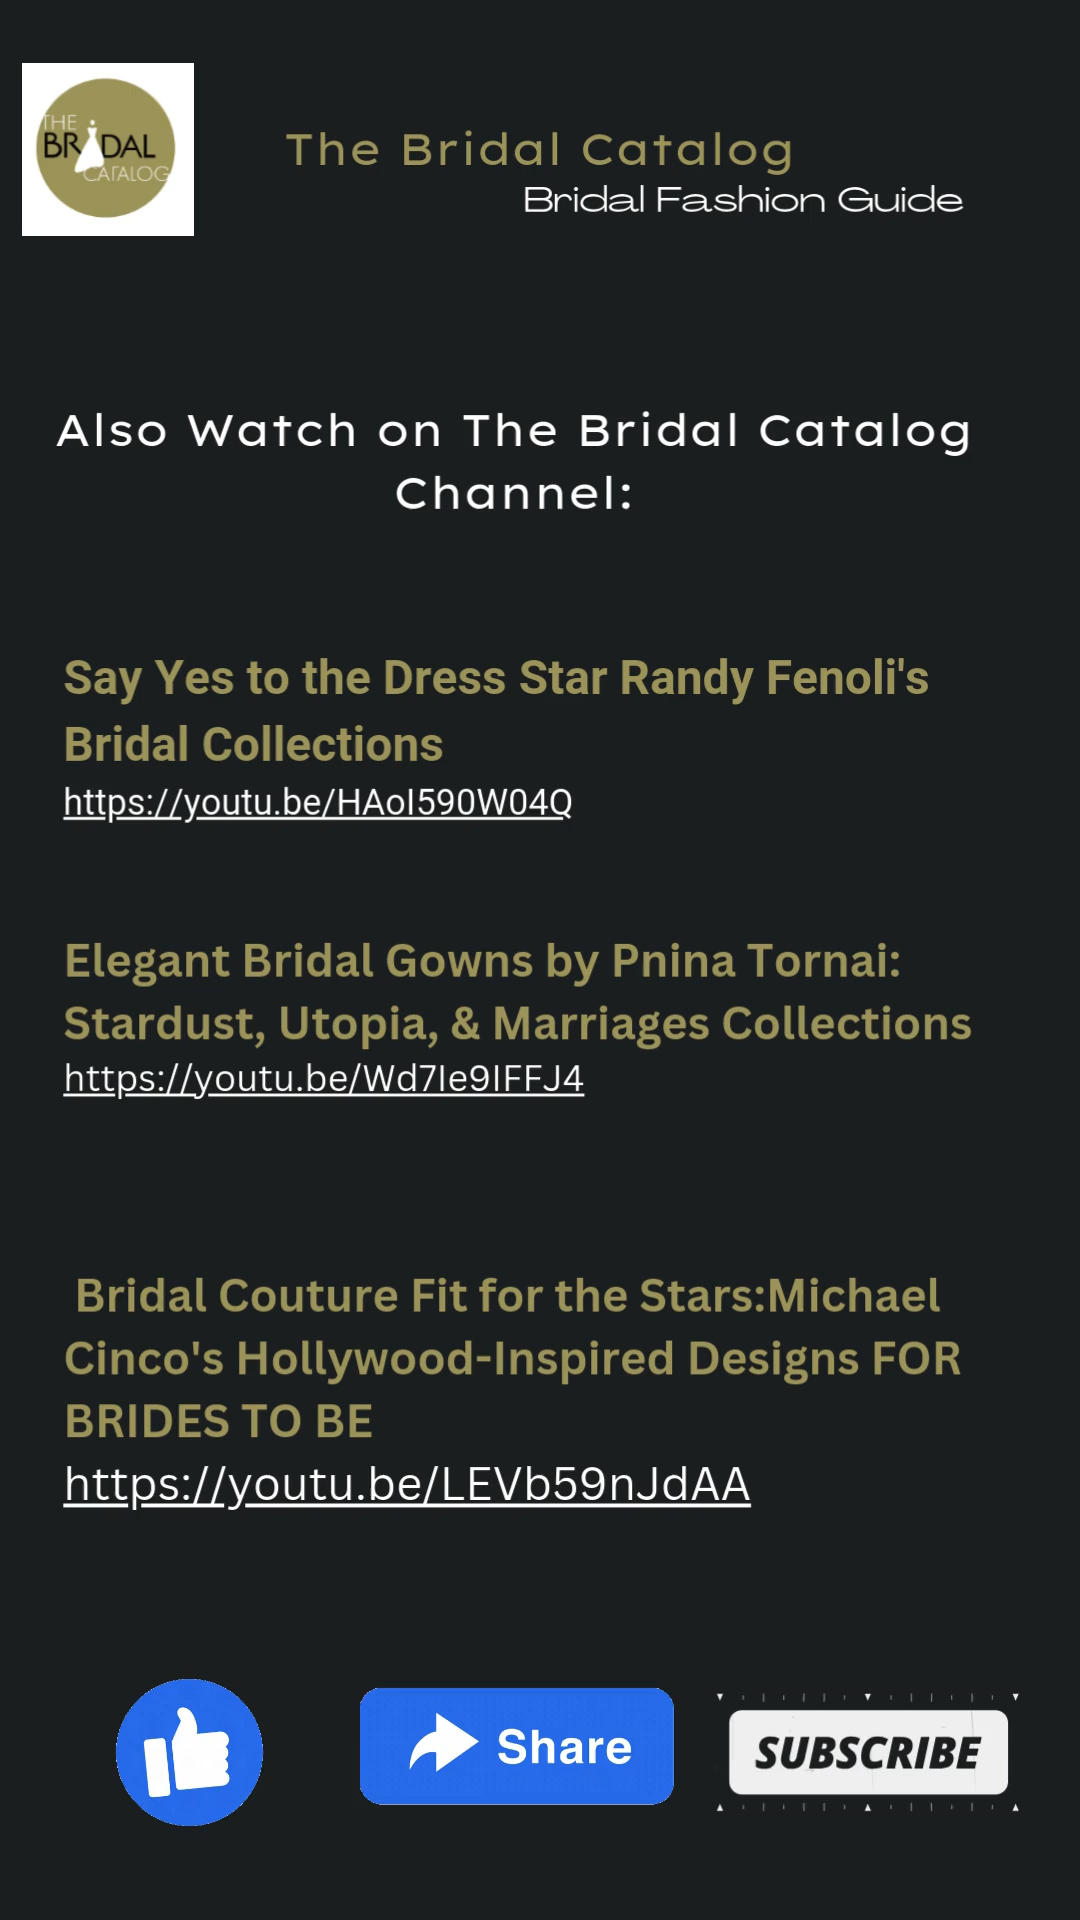 THE
BRIDAL
CATALOG
The Bridal Catalog
Bridal Fashion Guide
Also Watch on The Bridal Catalog
Channel:
Say Yes to the Dress Star Randy Fenoli's
Bridal Collections
https://youtu.be/HAoI590W04Q
Elegant Bridal Gowns by Pnina Tornai:
Stardust, Utopia, & Marriages Collections
https://youtu.be/Wd7Ie9IFFJ4
Bridal Couture Fit for the Stars:Michael
Cinco's Hollywood-Inspired Designs FOR
BRIDES TO BE
https://youtu.be/LEVb59nJdAA
Share
SUBSCRIBE